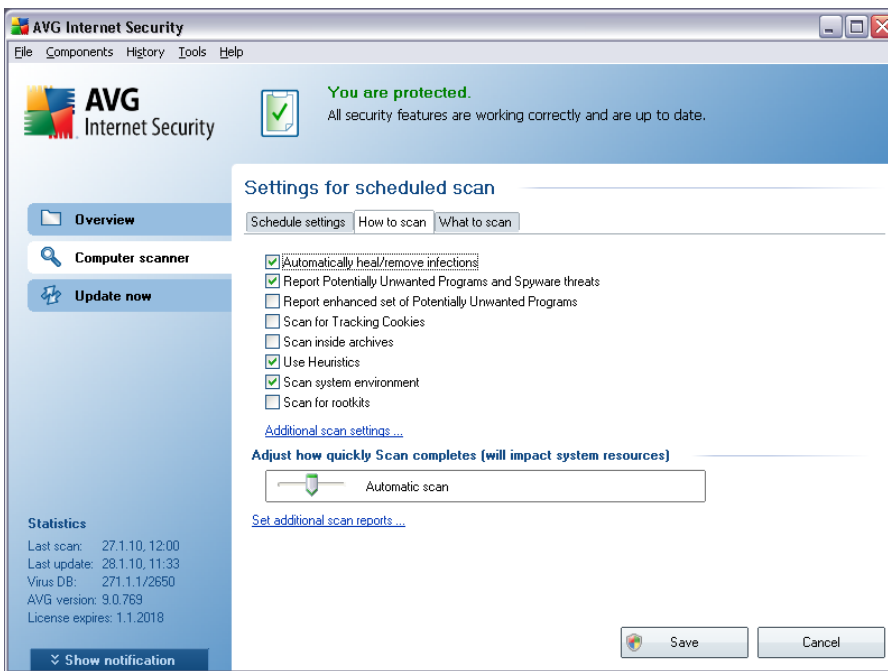 AVG Internet Security
File Components History Tools Help
AVG
Internet Security
You are protected.
All security features are working correctly and are up to date.
Overview
Computer scanner
Update now
Settings for scheduled scan
Schedule settings How to scan What to scan
Automatically heal/remove infections
Report Potentially Unwanted Programs and Spyware threats
Report enhanced set of Potentially Unwanted Programs
Scan for Tracking Cookies
Scan inside archives
Use Heuristics
Scan system environment
Scan for rootkits
Additional scan settings ...
Adjust how quickly Scan completes (will impact system resources)
Automatic scan
Set additional scan reports ...
Statistics
Last scan: 27.1.10, 12:00
Last update: 28.1.10, 11:33
Virus DB: 271.1.1/2650
AVG version: 9.0.769
License expires: 1.1.2018
Show notification
Save Cancel